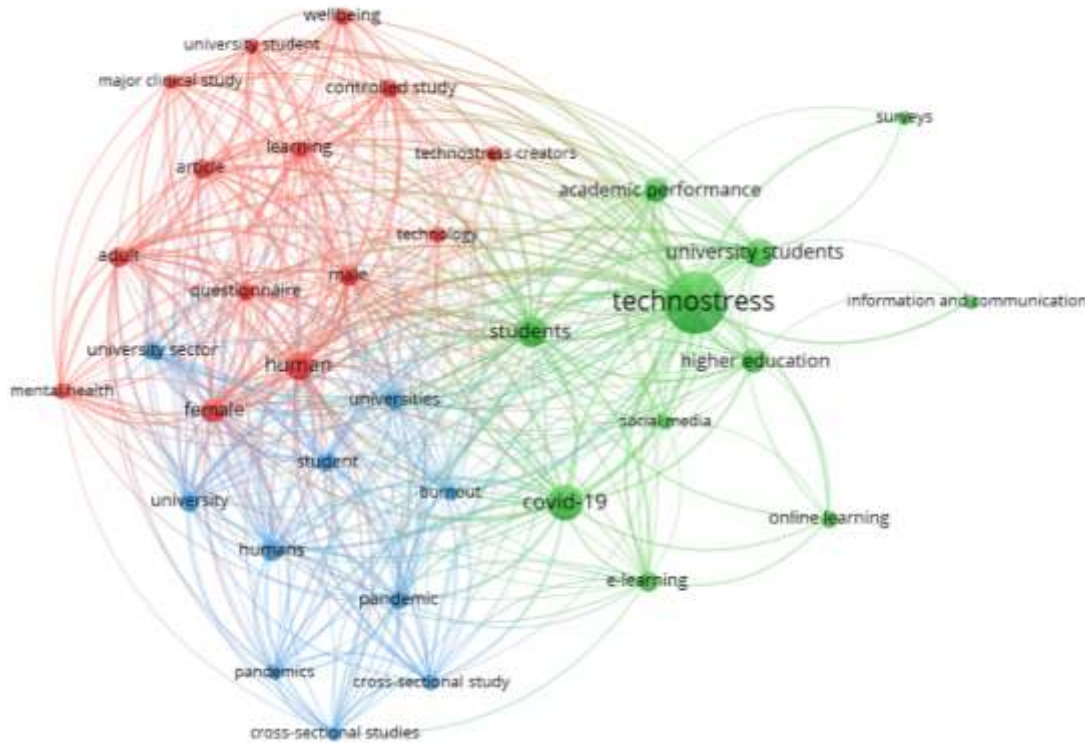 wellbeing
university student
major clinical study
controlled study
surveys
learning
technostress creators
article
academic performance
technology
university students
adult
male
questionnaire
technostress
information and communication
students
university sector
higher education
human
mental health
universities
female
social media
student
burnout
university
covid-19
online learning
humans
e-learning
pandemic
pandemics
cross-sectional study
cross-sectional studies